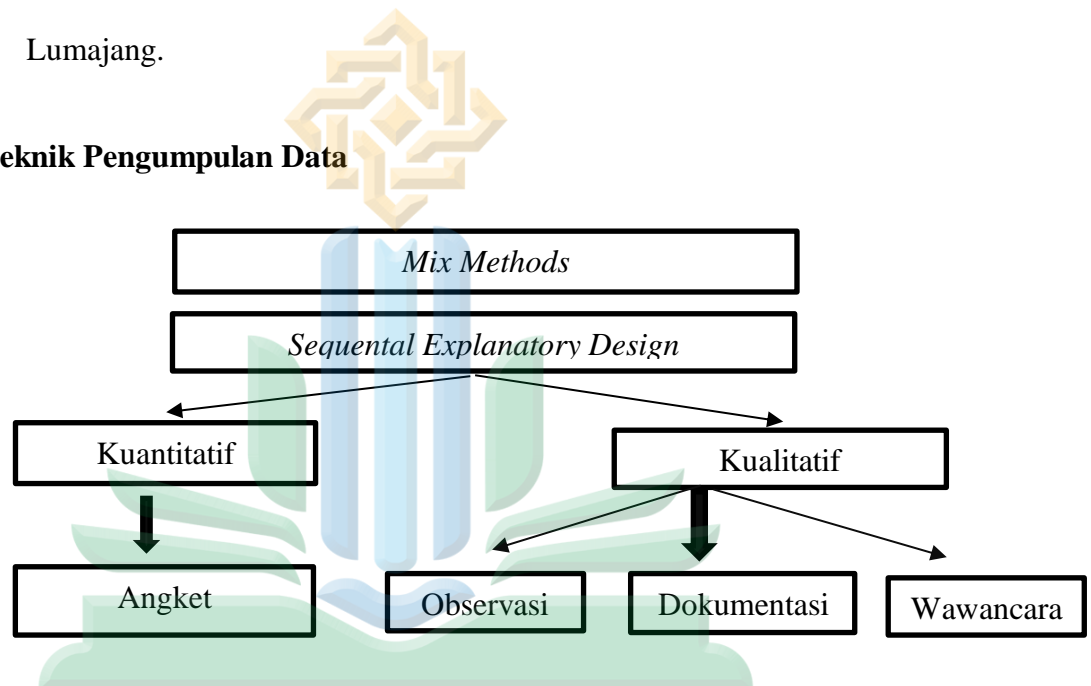 Lumajang.
eknik Pengumpulan Data
Mix Methods
Sequental Explanatory Design
Kuantitatif
Kualitatif
Angket
Observasi
Dokumentasi
Wawancara